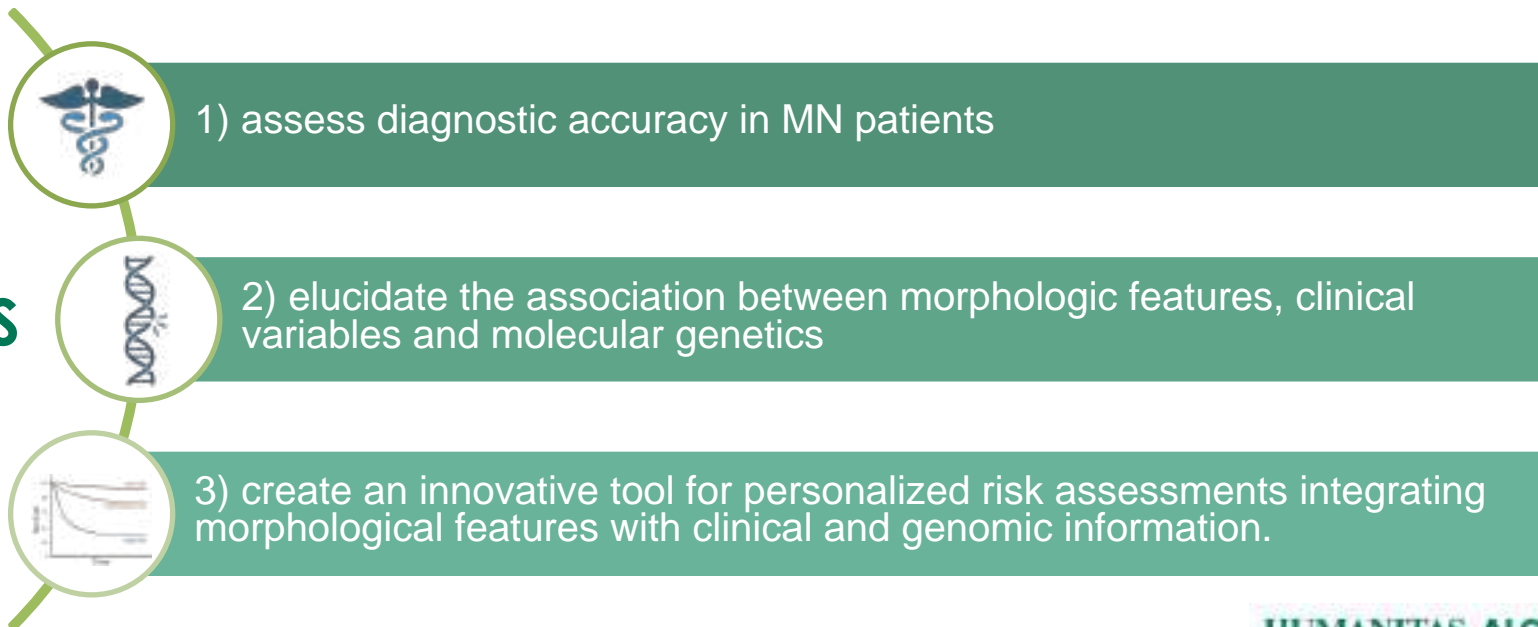 1) assess diagnostic accuracy in MN patients
2) elucidate the association between morphologic features, clinical
variables and molecular genetics
3) create an innovative tool for personalized risk assessments integrating
morphological features with clinical and genomic information.